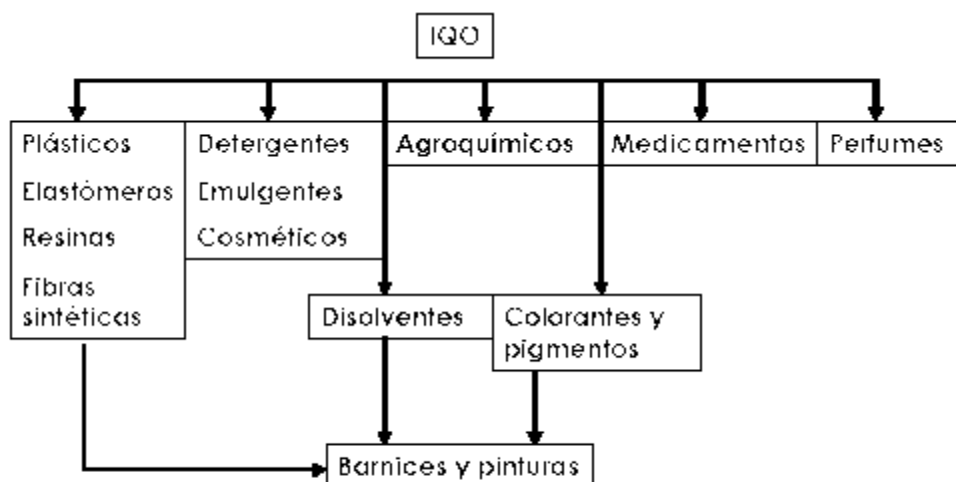 IQO
Plásticos
Elastómeros
Resinas
Fibras
sintéticas
Detergentes
Emulgentes
Cosméticos
Agroquímicos
Medicamentos
Perfumes
Disolventes
Colorantes y
pigmentos
Barnices y pinturas